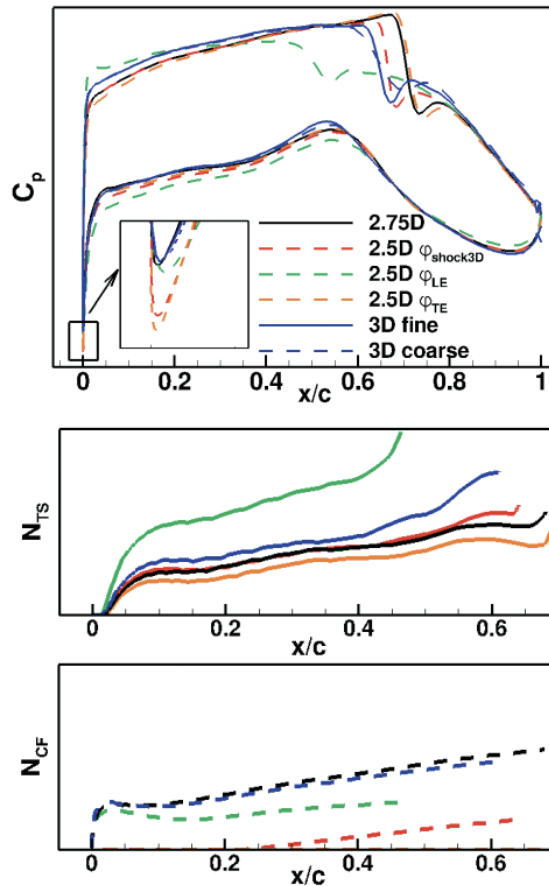 C_p
2.75D
2.5D φ_shock3D
2.5D φ_LE
2.5D φ_TE
3D fine
3D coarse
0 0.2 0.4 0.6 0.8 1
x/c
N_TS
0 0.2 0.4 0.6
x/c
N_CF
0 0.2 0.4 0.6
x/c